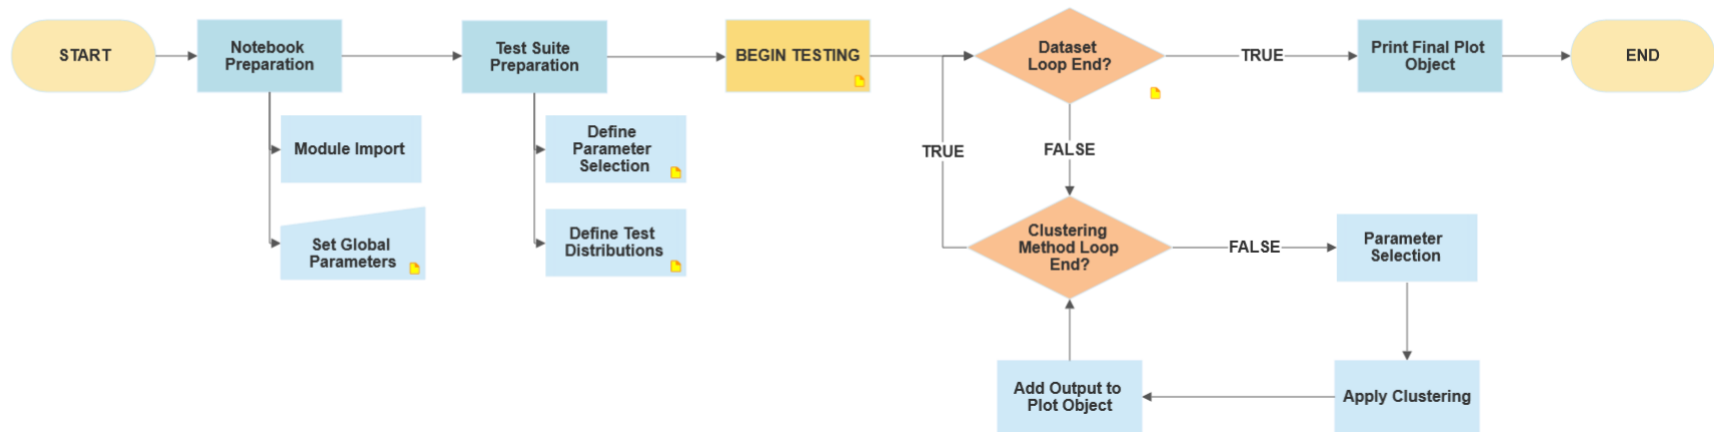 START
Notebook
Preparation
Test Suite
Preparation
BEGIN TESTING
Dataset
Loop End?
TRUE
Print Final Plot
Object
END
Module Import
Define
Parameter
Selection
TRUE
FALSE
Set Global
Parameters
Define Test
Distributions
Clustering
Method Loop
End?
FALSE
Parameter
Selection
Add Output to
Plot Object
Apply Clustering